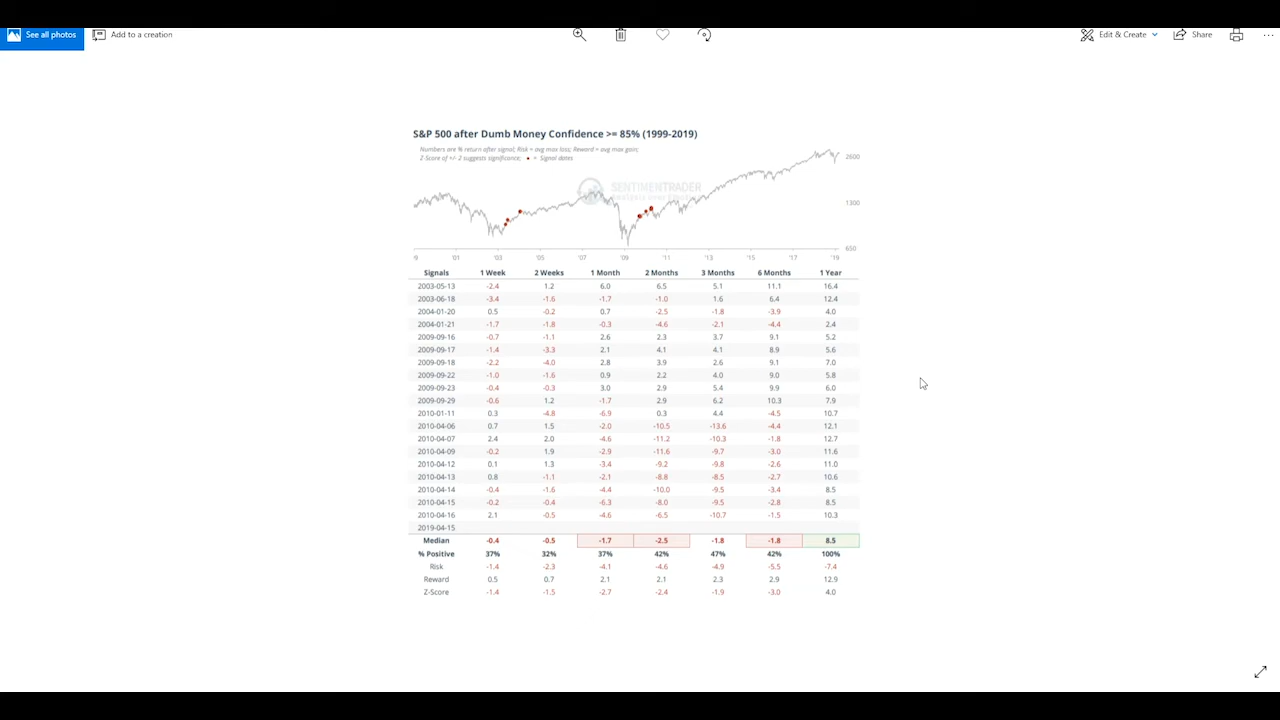 See all photos Add to a creation Edit & Create Share
S&P 500 after Dumb Money Confidence >= 85% (1999-2019)
Numbers are % return after signal; Risk = avg max loss; Reward = avg max gain;
Z-Score of +/- 2 suggests significance; = Signal dates
SENTIMENTRADER
2600
1300
650
'01 '03 '05 '07 '09 '11 '13 '15 '17 '19
Signals 1 Week 2 Weeks 1 Month 2 Months 3 Months 6 Months 1 Year
2003-05-13 -2.4 1.2 6.0 6.5 5.1 11.1 16.4
2003-06-18 -3.4 -1.6 -1.7 -1.0 1.6 6.4 12.4
2004-01-20 0.5 -0.2 0.7 -2.5 -1.8 -3.9 4.0
2004-01-21 -1.7 -1.8 -0.3 -4.6 -2.1 -4.4 2.4
2009-09-16 -0.7 -1.1 2.6 2.3 3.7 9.1 5.2
2009-09-17 -1.4 -3.3 2.1 4.1 4.1 8.9 5.6
2009-09-18 -2.2 -4.0 2.8 3.9 2.6 9.1 7.0
2009-09-22 -1.0 -1.6 0.9 2.2 4.0 9.0 5.8
2009-09-23 -0.4 -0.3 3.0 2.9 5.4 9.9 6.0
2009-09-29 -0.6 1.2 -1.7 2.9 6.2 10.3 7.9
2010-01-11 0.3 -4.8 -6.9 0.3 4.4 -4.5 10.7
2010-04-06 0.7 1.5 -2.0 -10.5 -13.6 -4.4 12.1
2010-04-07 2.4 2.0 -4.6 -11.2 -10.3 -1.8 12.7
2010-04-09 -0.2 1.9 -2.9 -11.6 -9.7 -3.0 11.6
2010-04-12 0.1 1.3 -3.4 -9.2 -9.8 -2.6 11.0
2010-04-13 0.8 -1.1 -2.1 -8.8 -8.5 -2.7 10.6
2010-04-14 -0.4 -1.6 -4.4 -10.0 -9.5 -3.4 8.5
2010-04-15 -0.2 -0.4 -6.3 -8.0 -9.5 -2.8 8.5
2010-04-16 2.1 -0.5 -4.6 -6.5 -10.7 -1.5 10.3
2019-04-15
Median -0.4 -0.5 -1.7 -2.5 -1.8 -1.8 8.5
% Positive 37% 32% 37% 42% 47% 42% 100%
Risk -1.4 -2.3 -4.1 -4.6 -4.9 -5.5 -7.4
Reward 0.5 0.7 2.1 2.1 2.3 2.9 12.9
Z-Score -1.4 -1.5 -2.7 -2.4 -1.9 -3.0 4.0